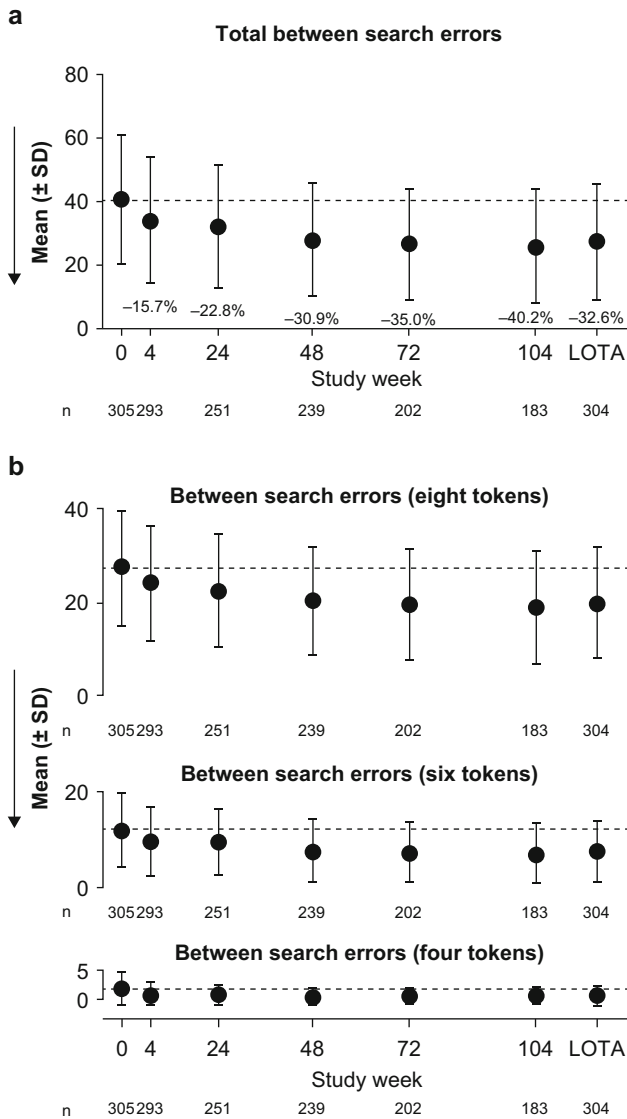 a
Total between search errors
80
60
40
20
0
Mean (± SD)
–15.7% –22.8% –30.9% –35.0% –40.2% –32.6%
0 4 24 48 72 104 LOTA
Study week
n 305 293 251 239 202 183 304
b
Between search errors (eight tokens)
40
20
0
Mean (± SD)
n 305 293 251 239 202 183 304
Between search errors (six tokens)
20
0
n 305 293 251 239 202 183 304
Between search errors (four tokens)
5
0
0 4 24 48 72 104 LOTA
Study week
n 305 293 251 239 202 183 304